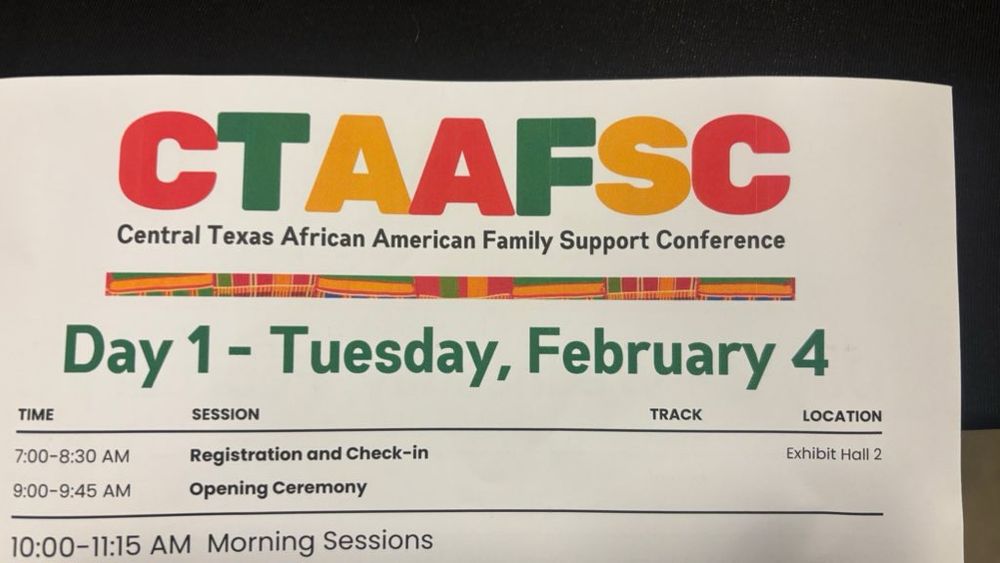 CTAAFSC
Central Texas African American Family Support Conference
Day 1 - Tuesday, February 4
TIME SESSION TRACK LOCATION
7:00-8:30 AM Registration and Check-in Exhibit Hall 2
9:00-9:45 AM Opening Ceremony
10:00-11:15 AM Morning Sessions